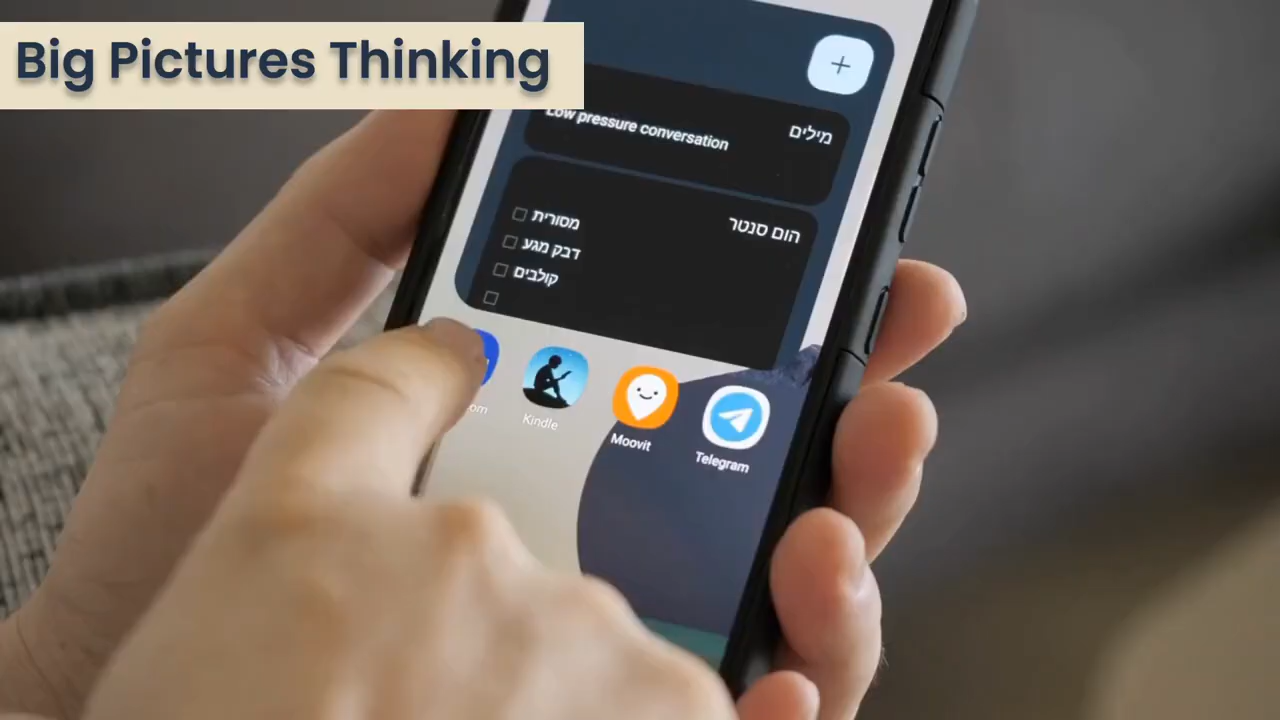 Big Pictures Thinking
מילים
Low pressure conversation
הום סנטר
מסורית
דבק מגע
קולבים
Kindle
Moovit
Telegram